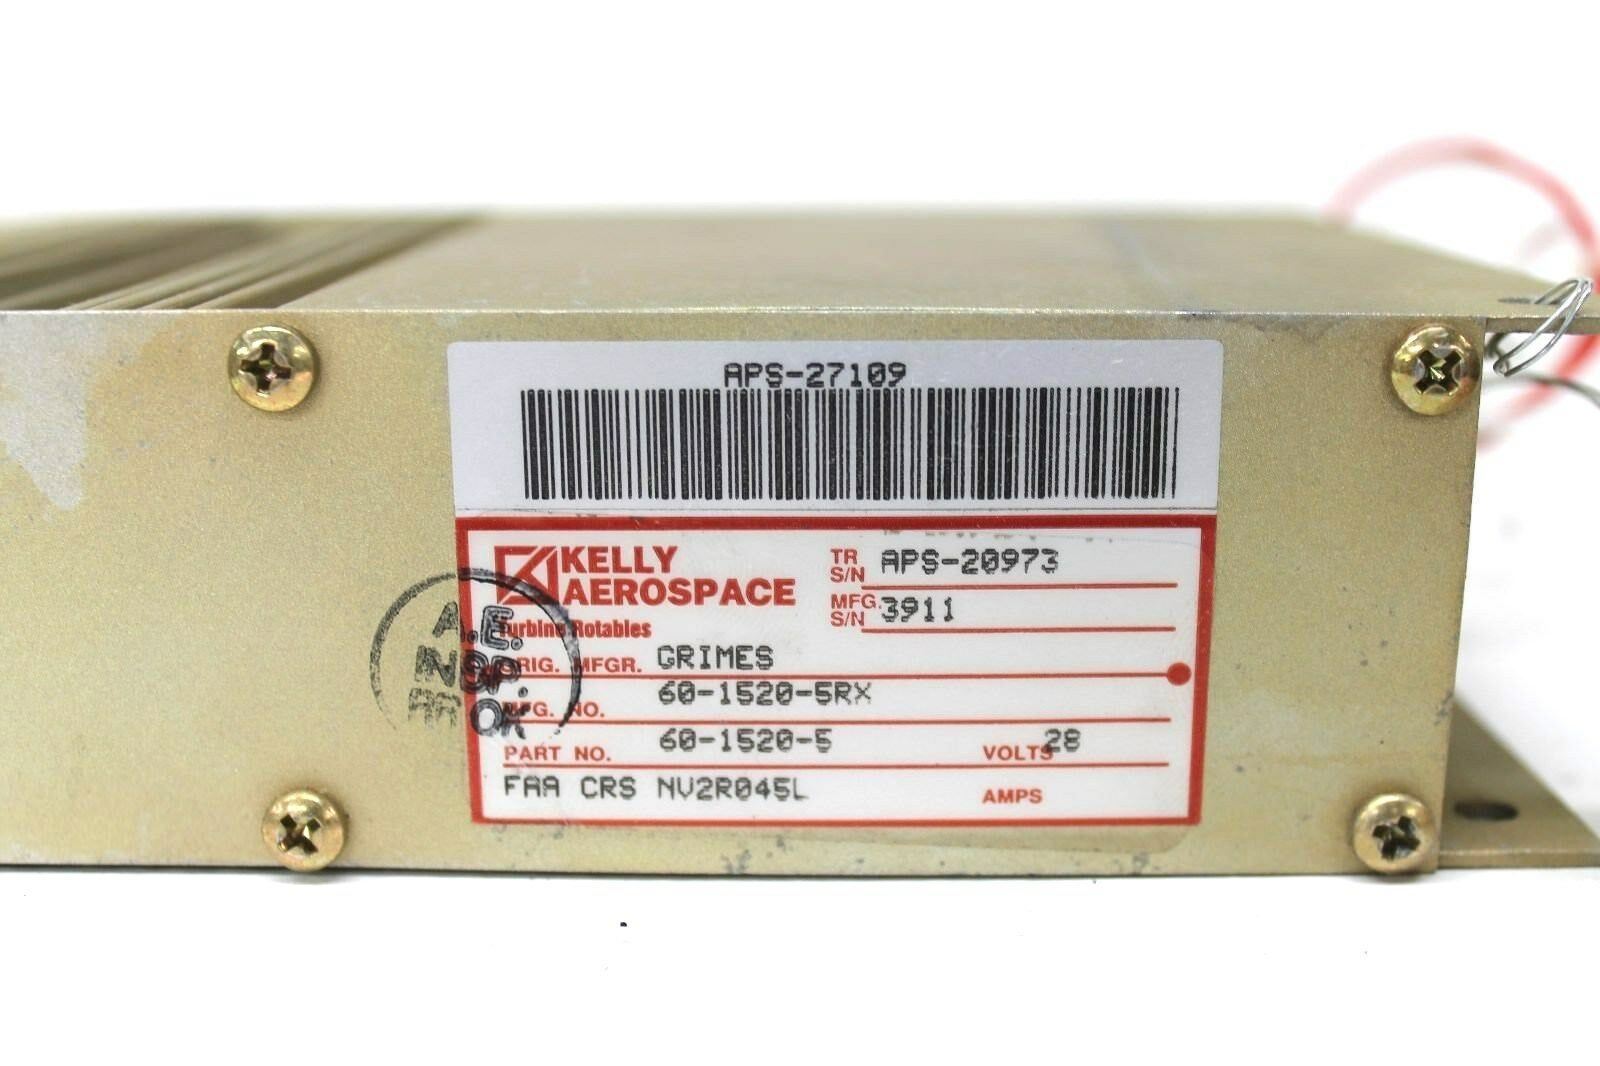 APS-27109
KELLY AEROSPACE
Turbine Rotables
TR S/N APS-20973
MFG. S/N 3911
ORIG. MFGR. GRIMES
MFG. NO. 60-1520-5RX
PART NO. 60-1520-5 VOLTS 28
FAA CRS NV2R045L AMPS
A.E.
INSP.
OK